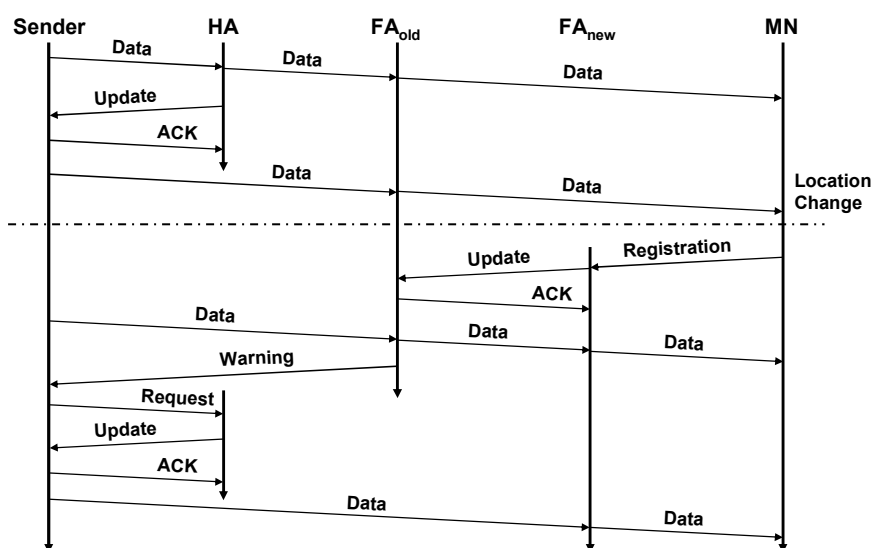 Sender HA FAold FAnew MN
Data
Data
Data
Update
ACK
Data
Data
Location
Change
Registration
Update
ACK
Data
Data
Data
Warning
Request
Update
ACK
Data
Data